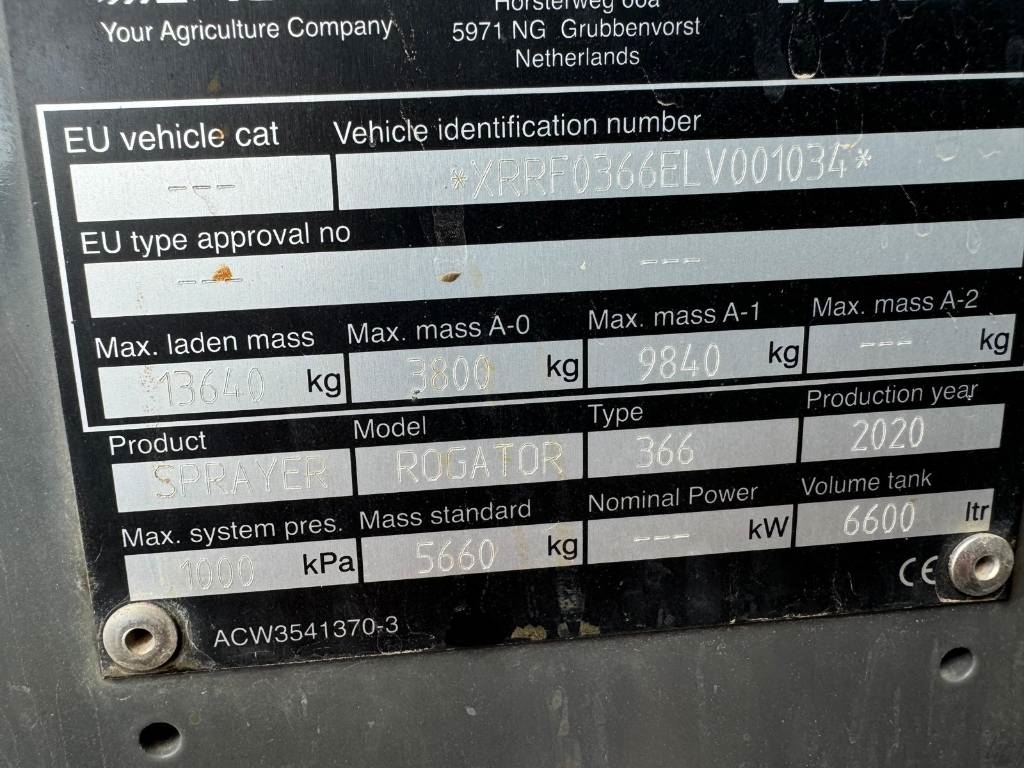 Your Agriculture Company
Horsterweg 66a
5971 NG Grubbenvorst
Netherlands
EU vehicle cat
Vehicle identification number
---
*XRRF0366ELV001034*
EU type approval no
--- ---
Max. laden mass
Max. mass A-0
Max. mass A-1
Max. mass A-2
13640 kg
3800 kg
9840 kg
--- kg
Product
Model
Type
Production year
SPRAYER
ROGATOR
366
2020
Max. system pres.
Mass standard
Nominal Power
Volume tank
1000 kPa
5660 kg
--- kW
6600 ltr
CE
ACW3541370-3